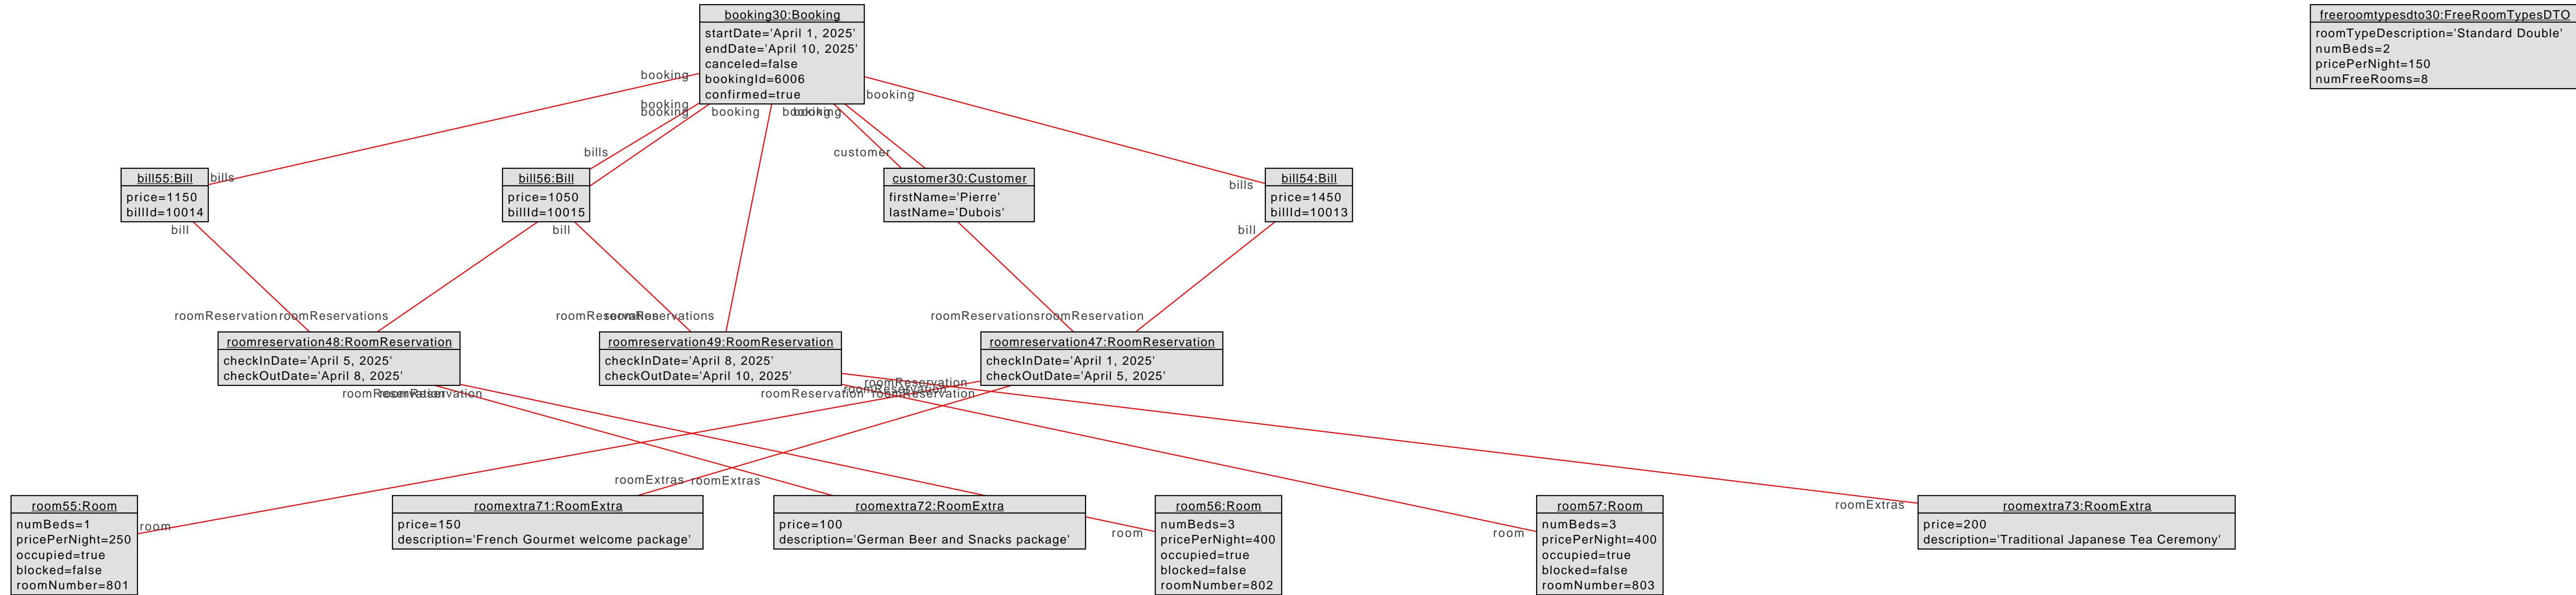 booking30:Booking
startDate='April 1, 2025'
endDate='April 10, 2025'
canceled=false
bookingId=6006
confirmed=true
freeroomtypesdto30:FreeRoomTypesDTO
roomTypeDescription='Standard Double'
numBeds=2
pricePerNight=150
numFreeRooms=8
booking
booking
booking
booking
booking
booking
booking
bills
bills
customer
bills
bill55:Bill
price=1150
billId=10014
bill56:Bill
price=1050
billId=10015
customer30:Customer
firstName='Pierre'
lastName='Dubois'
bill54:Bill
price=1450
billId=10013
bill
bill
bill
roomReservation
roomReservations
roomReservation
roomReservations
roomReservations
roomReservation
roomreservation48:RoomReservation
checkInDate='April 5, 2025'
checkOutDate='April 8, 2025'
roomreservation49:RoomReservation
checkInDate='April 8, 2025'
checkOutDate='April 10, 2025'
roomreservation47:RoomReservation
checkInDate='April 1, 2025'
checkOutDate='April 5, 2025'
roomReservation
roomReservation
roomReservation
roomReservation
roomReservation
roomReservation
roomExtras
roomExtras
room
room
room
roomExtras
room55:Room
numBeds=1
pricePerNight=250
occupied=true
blocked=false
roomNumber=801
roomextra71:RoomExtra
price=150
description='French Gourmet welcome package'
roomextra72:RoomExtra
price=100
description='German Beer and Snacks package'
room56:Room
numBeds=3
pricePerNight=400
occupied=true
blocked=false
roomNumber=802
room57:Room
numBeds=3
pricePerNight=400
occupied=true
blocked=false
roomNumber=803
roomextra73:RoomExtra
price=200
description='Traditional Japanese Tea Ceremony'